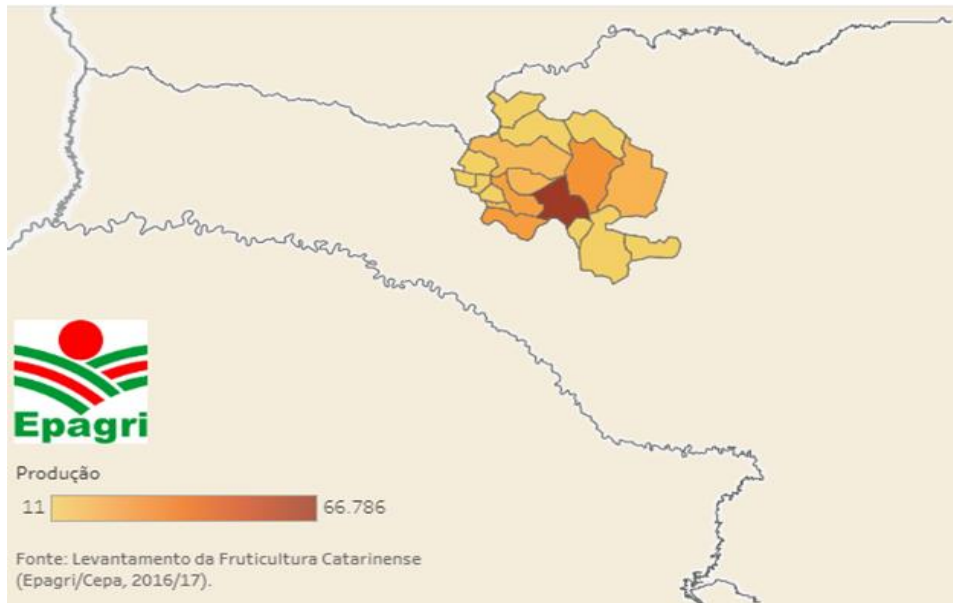 Epagri
Produção
11 66.786
Fonte: Levantamento da Fruticultura Catarinense
(Epagri/Cepa, 2016/17).